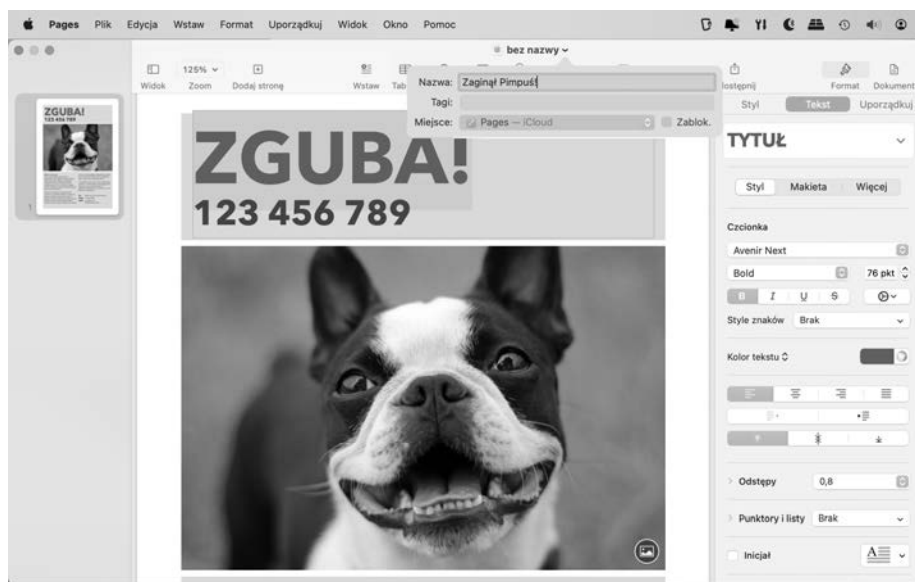 Pages Plik Edycja Wstaw Format Uporządkuj Widok Okno Pomoc
bez nazwy
125%
Widok Zoom Dodaj stronę Wstaw Format Dokument
Nazwa: Zaginął Pimpuś!
Tagi:
Miejsce: Pages — iCloud Zablok.
Styl Tekst Uporządkuj
TYTUŁ
Styl Makieta Więcej
Czcionka
Avenir Next
Bold 76 pkt
B I U S
Style znaków Brak
Kolor tekstu
Odstępy 0,8
Punktory i listy Brak
Inicjał A
ZGUBA!
123 456 789
1
ZGUBA!
123 456 789